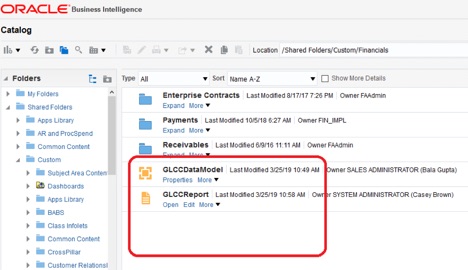 ORACLE Business Intelligence
Catalog
Location /Shared Folders/Custom/Financials
Folders
My Folders
Shared Folders
Apps Library
AR and ProcSpend
Common Content
Custom
Subject Area Conten
Dashboards
Apps Library
BABS
Class Infolets
Common Content
CrossPillar
Customer Relations
Type All Sort Name A-Z Show More Details
Enterprise Contracts Last Modified 8/17/17 7:26 PM Owner FAAdmin
Expand More
Payments Last Modified 10/5/18 6:27 AM Owner FIN_IMPL
Expand More
Receivables Last Modified 6/9/16 11:11 AM Owner FAAdmin
Expand More
GLCCDataModel Last Modified 3/25/19 10:49 AM Owner SALES ADMINISTRATOR (Bala Gupta)
Properties More
GLCCReport Last Modified 3/25/19 10:58 AM Owner SYSTEM ADMINISTRATOR (Casey Brown)
Open Edit More